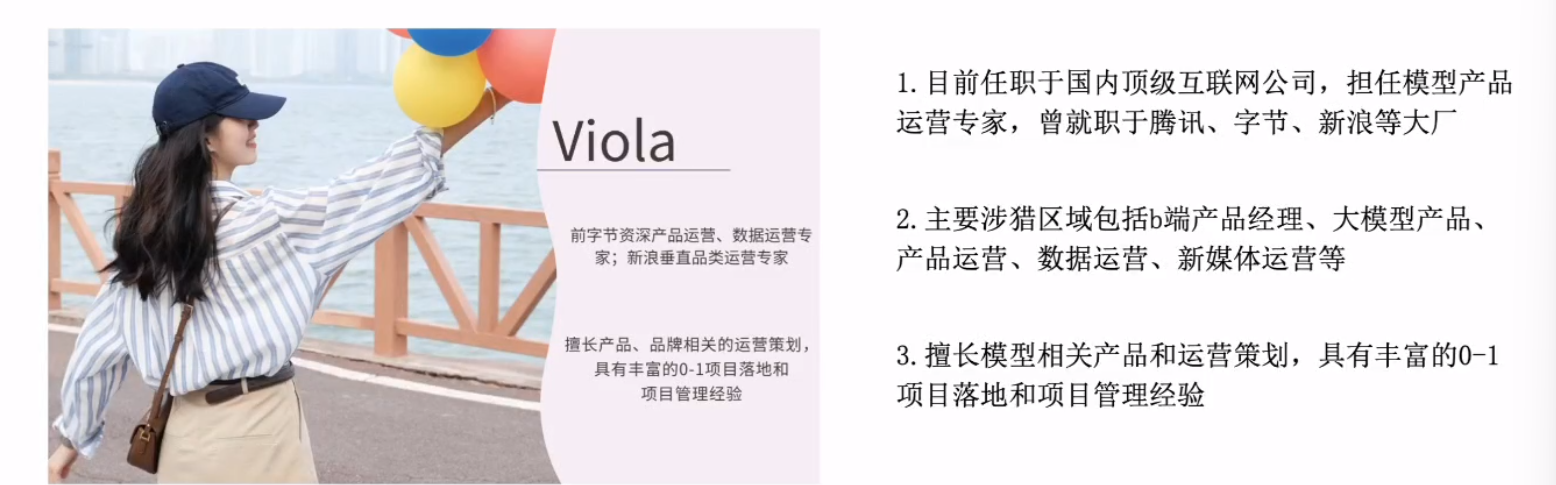 Viola
前字节资深产品运营、数据运营专
家；新浪垂直品类运营专家
擅长产品、品牌相关的运营策划，
具有丰富的0-1项目落地和
项目管理经验
1.目前任职于国内顶级互联网公司，担任模型产品
运营专家，曾就职于腾讯、字节、新浪等大厂
2.主要涉猎区域包括b端产品经理、大模型产品、
产品运营、数据运营、新媒体运营等
3.擅长模型相关产品和运营策划，具有丰富的0-1
项目落地和项目管理经验